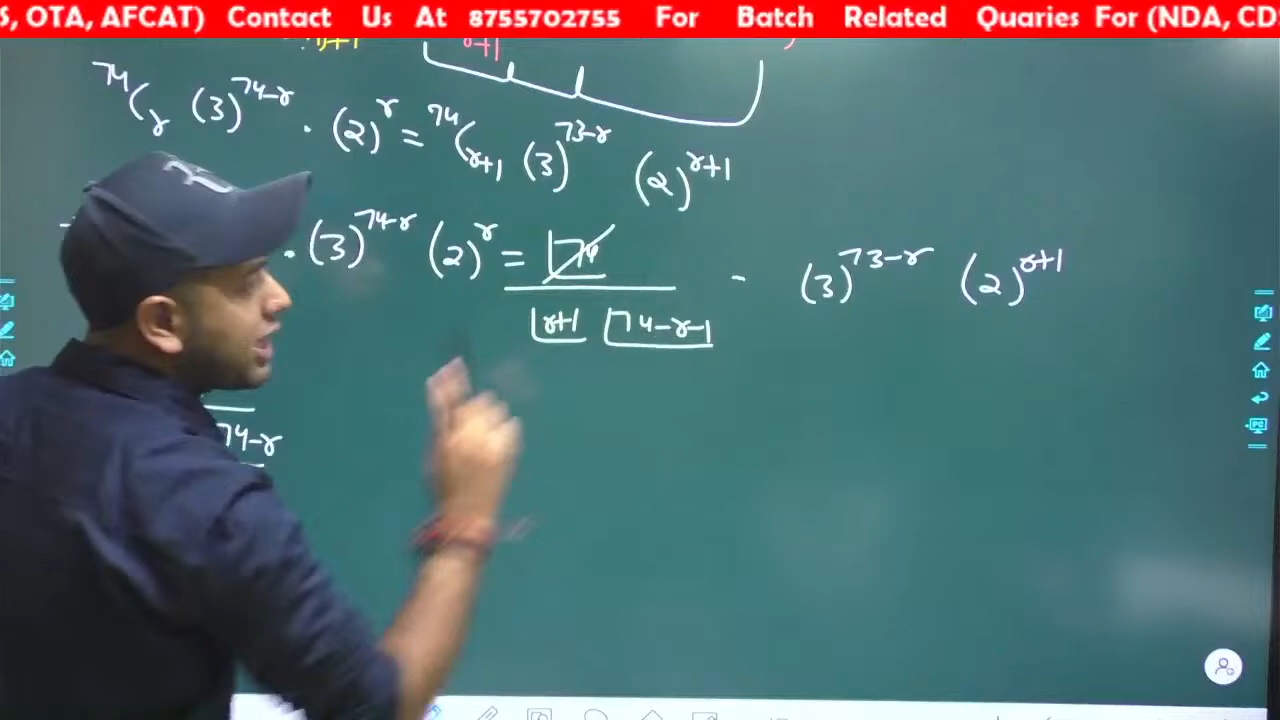 S, OTA, AFCAT) Contact Us At 8755702755 For Batch Related Quaries For (NDA, CD
r+1
74Cr (3)^74-r . (2)^r = 74Cr+1 (3)^73-r (2)^r+1
. (3)^74-r (2)^r = |74 - (3)^73-r (2)^r+1
|r+1 |74-r-1
74-r